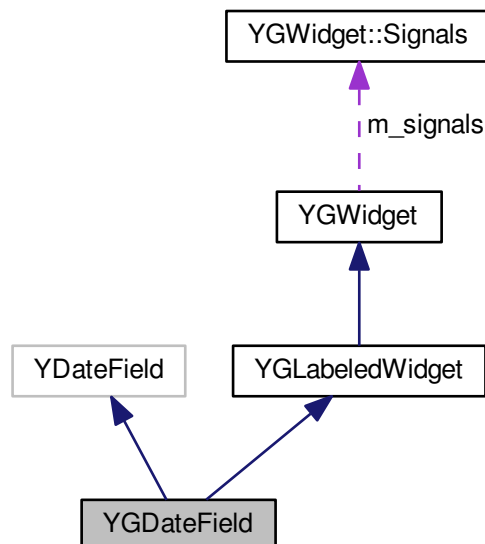 YGWidget::Signals
m_signals
YGWidget
YDateField
YGLabeledWidget
YGDateField